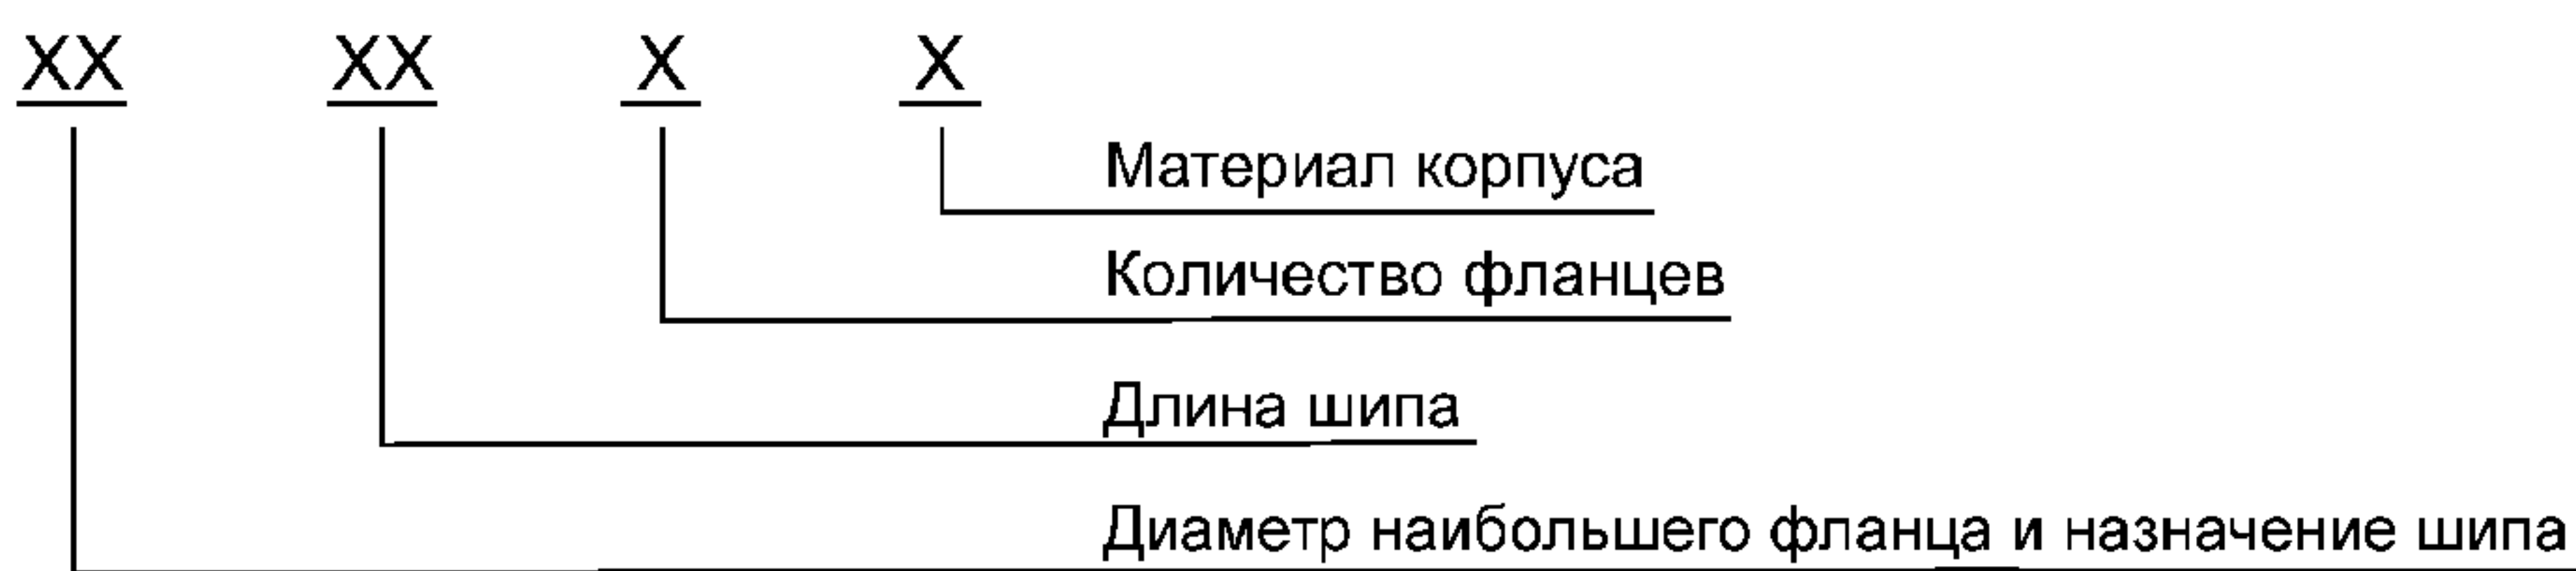 XX XX X X
Материал корпуса
Количество фланцев
Длина шипа
Диаметр наибольшего фланца и назначение шипа